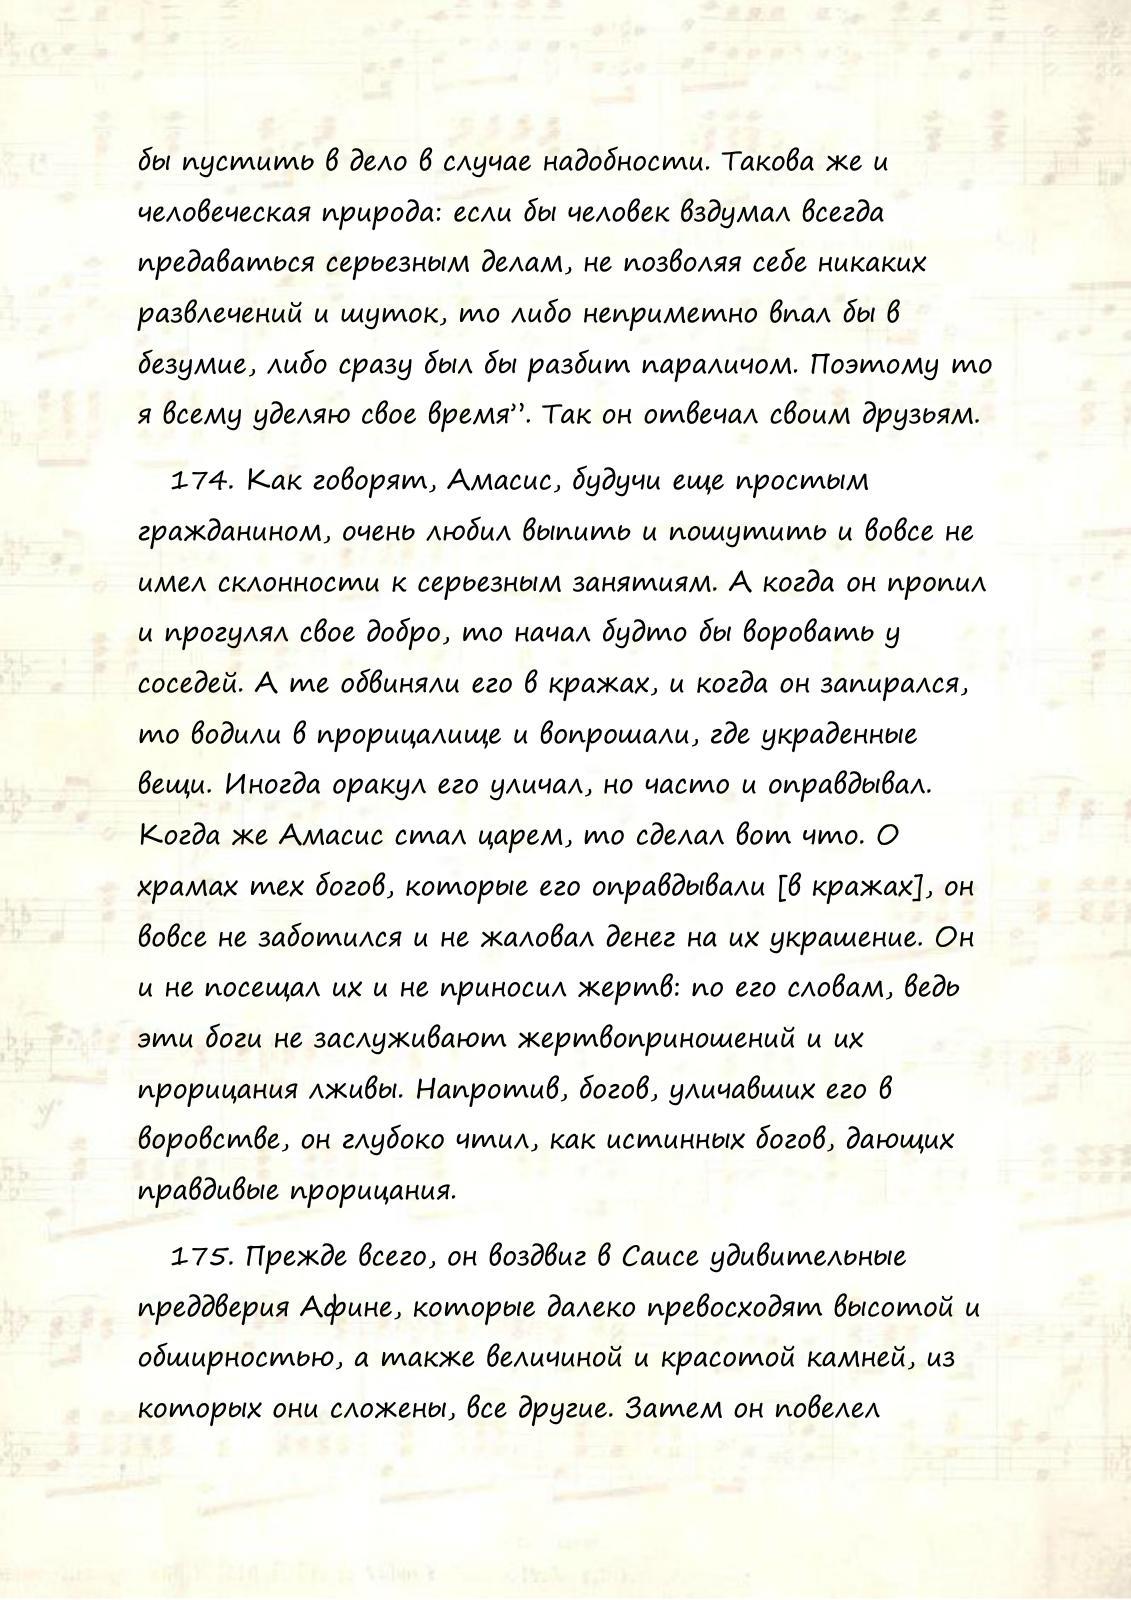 бы пустить в дело в случае надобности. Такова же и
человеческая природа: если бы человек вздумал всегда
предаваться серьезным делам, не позволяя себе никаких
развлечений и шуток, то либо неприметно впал бы в
безумие, либо сразу был бы разбит параличом. Поэтому то
я всему уделяю свое время”. Так он отвечал своим друзьям.
174. Как говорят, Амасис, будучи еще простым
гражданином, очень любил выпить и пошутить и вовсе не
имел склонности к серьезным занятиям. А когда он пропил
и прогулял свое добро, то начал будто бы воровать у
соседей. А те обвиняли его в кражах, и когда он запирался,
то водили в прорицалище и вопрошали, где украденные
вещи. Иногда оракул его уличал, но часто и оправдывал.
Когда же Амасис стал царем, то сделал вот что. О
храмах тех богов, которые его оправдывали [в кражах], он
вовсе не заботился и не жаловал денег на их украшение. Он
и не посещал их и не приносил жертв: по его словам, ведь
эти боги не заслуживают жертвоприношений и их
прорицания лживы. Напротив, богов, уличавших его в
воровстве, он глубоко чтил, как истинных богов, дающих
правдивые прорицания.
175. Прежде всего, он воздвиг в Саисе удивительные
преддверия Афине, которые далеко превосходят высотой и
обширностью, а также величиной и красотой камней, из
которых они сложены, все другие. Затем он повелел